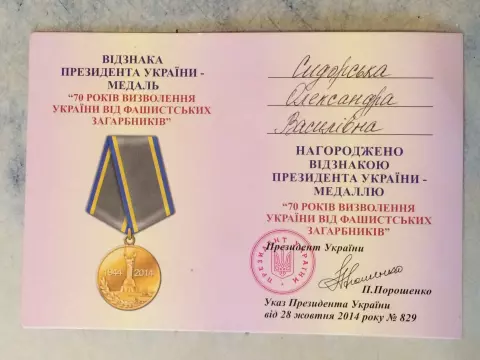 ВІДЗНАКА
ПРЕЗИДЕНТА УКРАЇНИ -
МЕДАЛЬ
“70 РОКІВ ВИЗВОЛЕННЯ
УКРАЇНИ ВІД ФАШИСТСЬКИХ
ЗАГАРБНИКІВ”
1944 2014
Сидорська
Олександра
Василівна
НАГОРОДЖЕНО
ВІДЗНАКОЮ
ПРЕЗИДЕНТА УКРАЇНИ -
МЕДАЛЛЮ
“70 РОКІВ ВИЗВОЛЕННЯ
УКРАЇНИ ВІД ФАШИСТСЬКИХ
ЗАГАРБНИКІВ”
Президент України
ПРЕЗИДЕНТ УКРАЇНИ
П.Порошенко
Указ Президента України
від 28 жовтня 2014 року № 829